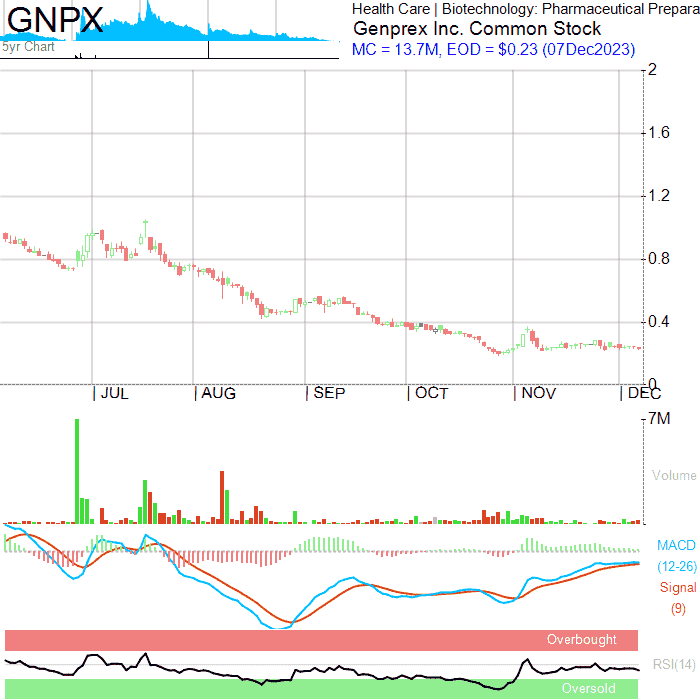 GNPX
5yr Chart
Health Care | Biotechnology: Pharmaceutical Prepara
Genprex Inc. Common Stock
MC = 13.7M, EOD = $0.23 (07Dec2023)
2
1.6
1.2
0.8
0.4
0
JUL AUG SEP OCT NOV DEC
7M
Volume
MACD
(12-26)
Signal
(9)
Overbought
RSI(14)
Oversold